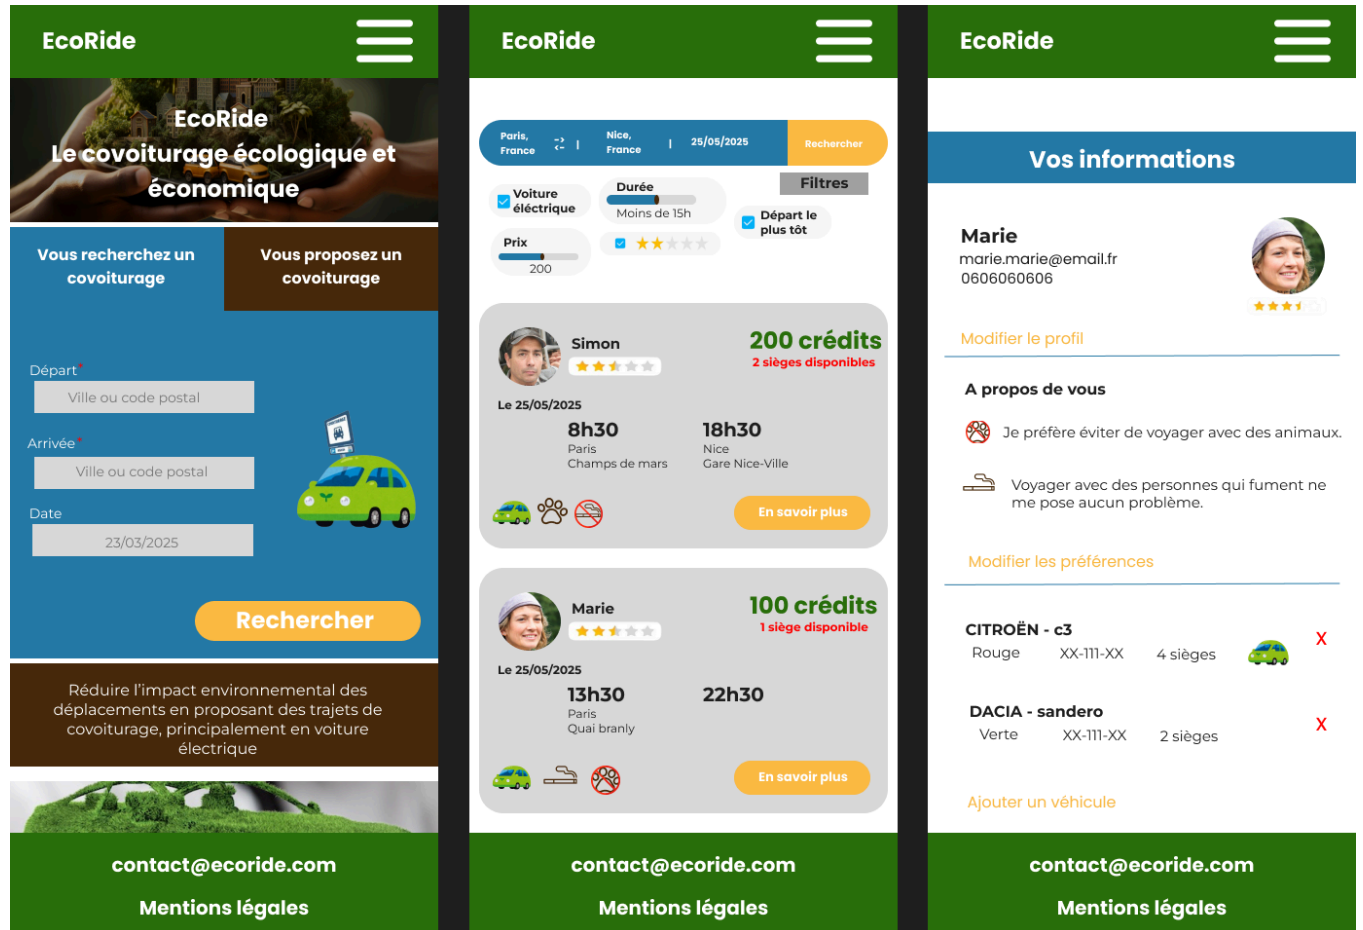 EcoRide
EcoRide
Le covoiturage écologique et
économique
Vous recherchez un
covoiturage
Vous proposez un
covoiturage
Départ*
Ville ou code postal
Arrivée*
Ville ou code postal
Date
23/03/2025
Rechercher
Réduire l'impact environnemental des
déplacements en proposant des trajets de
covoiturage, principalement en voiture
électrique
contact@ecoride.com
Mentions légales
EcoRide
Paris,
France
|
Nice,
France
|
25/05/2025
Rechercher
Filtres
Voiture
éléctrique
Durée
Moins de 15h
Départ le
plus tôt
Prix
200
Simon
200 crédits
2 sièges disponibles
Le 25/05/2025
8h30
Paris
Champs de mars
18h30
Nice
Gare Nice-Ville
En savoir plus
Marie
100 crédits
1 siège disponible
Le 25/05/2025
13h30
Paris
Quai branly
22h30
En savoir plus
contact@ecoride.com
Mentions légales
EcoRide
Vos informations
Marie
marie.marie@email.fr
0606060606
Modifier le profil
A propos de vous
Je préfère éviter de voyager avec des animaux.
Voyager avec des personnes qui fument ne
me pose aucun problème.
Modifier les préférences
CITROËN - c3
Rouge XX-111-XX 4 sièges
X
DACIA - sandero
Verte XX-111-XX 2 sièges
X
Ajouter un véhicule
contact@ecoride.com
Mentions légales